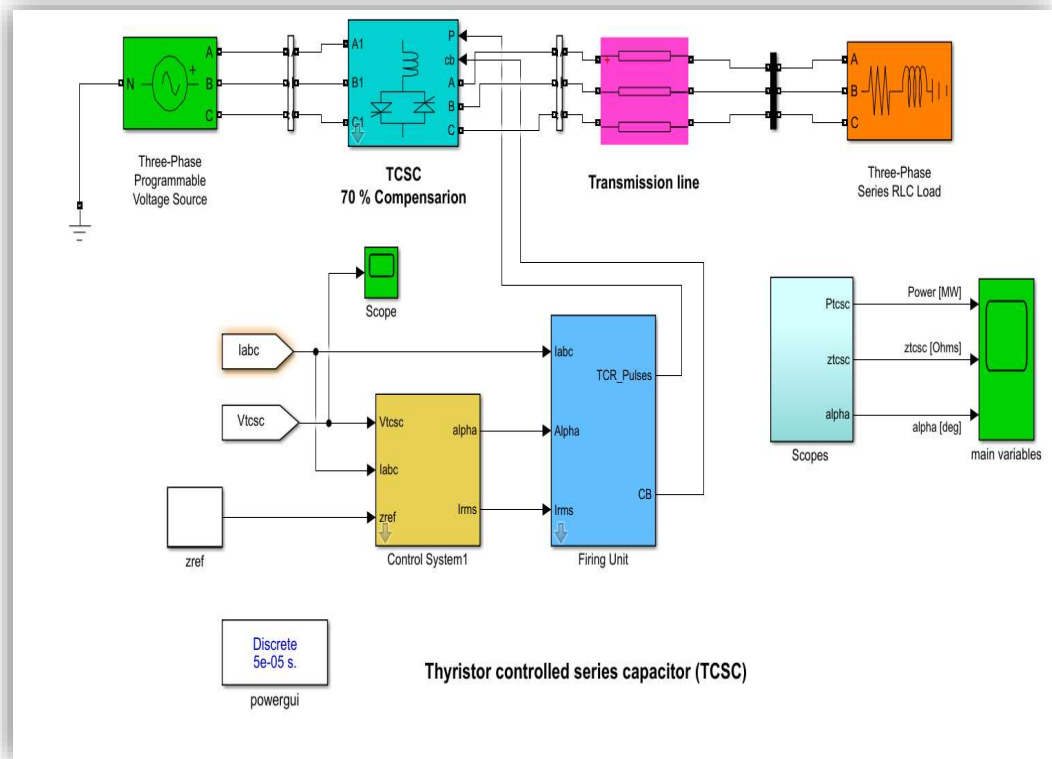 N
A
B
C
A1
B1
C1
P
cb
A
B
C
+
A
B
C
Three-Phase
Programmable
Voltage Source
TCSC
70 % Compensarion
Transmission line
Three-Phase
Series RLC Load
Scope
Iabc
Vtcsc
zref
Vtcsc
Iabc
zref
alpha
Irms
Control System1
Iabc
Alpha
Irms
TCR_Pulses
CB
Firing Unit
Ptcsc
ztcsc
alpha
Scopes
Power [MW]
ztcsc [Ohms]
alpha [deg]
main variables
Discrete
5e-05 s.
powergui
Thyristor controlled series capacitor (TCSC)